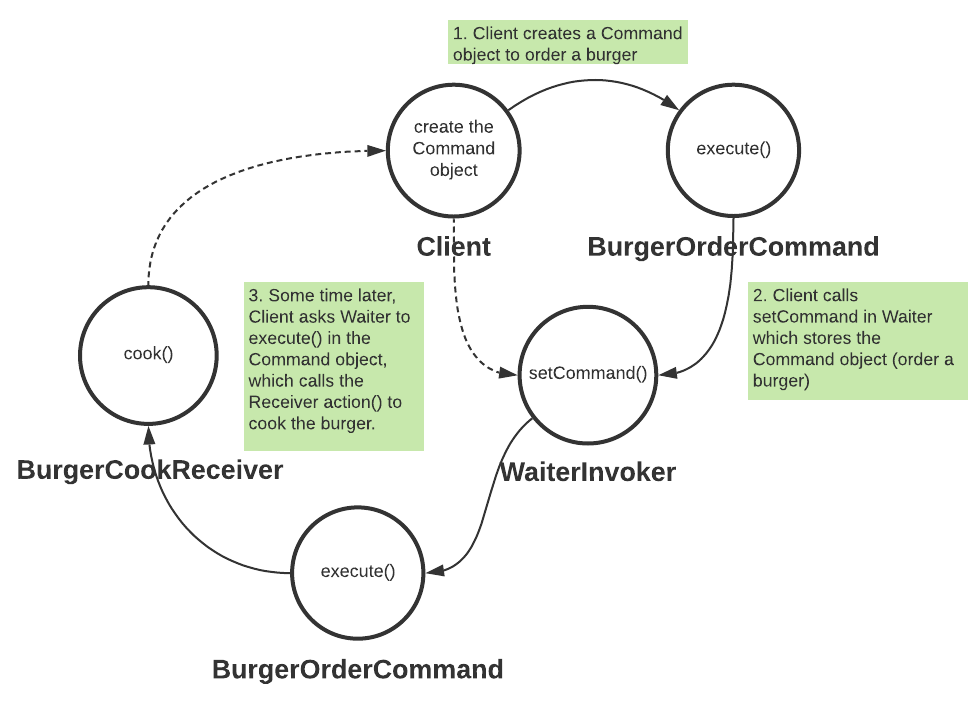 1. Client creates a Command
object to order a burger
create the
Command
object
execute()
Client
BurgerOrderCommand
2. Client calls
setCommand in Waiter
which stores the
Command object (order a
burger)
3. Some time later,
Client asks Waiter to
execute() in the
Command object,
which calls the
Receiver action() to
cook the burger.
cook()
setCommand()
BurgerCookReceiver
WaiterInvoker
execute()
BurgerOrderCommand